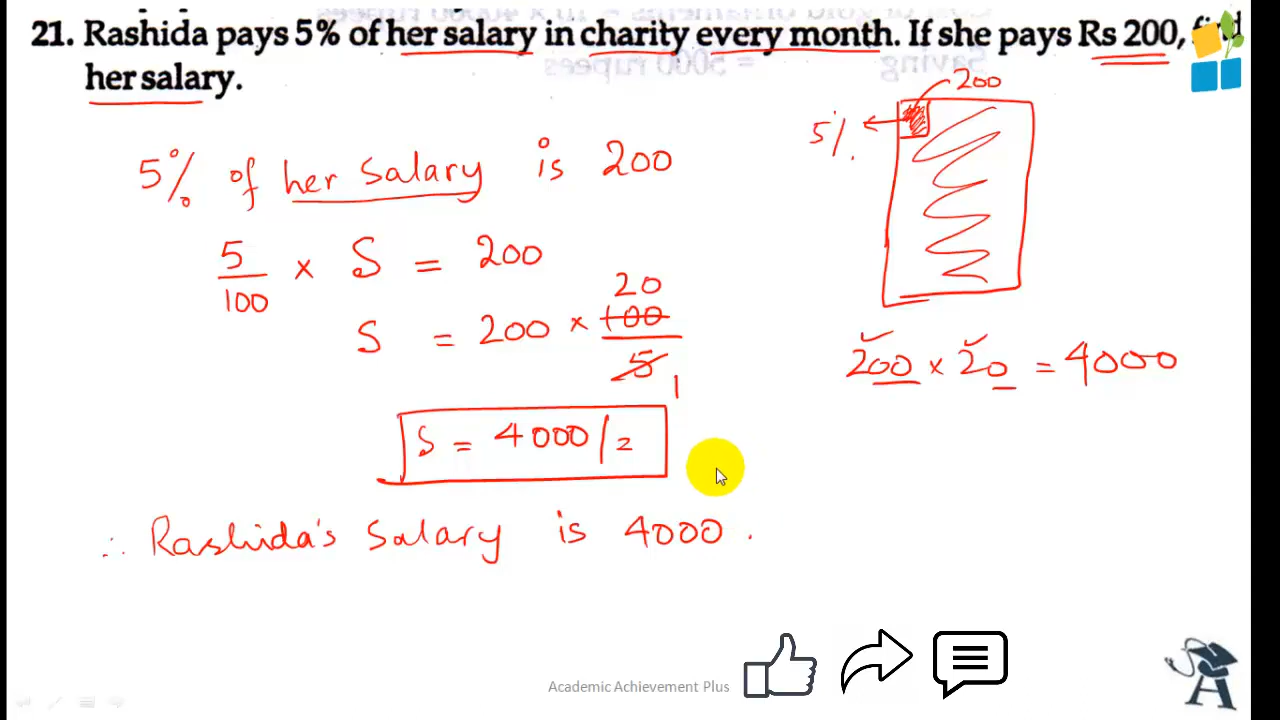 21. Rashida pays 5% of her salary in charity every month. If she pays Rs 200, find
her salary.
200
5%.
5% of her salary is 200
5/100 × S = 200
20
S = 200 × 100/5
1
200 × 20 = 4000
S = 4000/=
∴ Rashida's salary is 4000.
Academic Achievement Plus
A